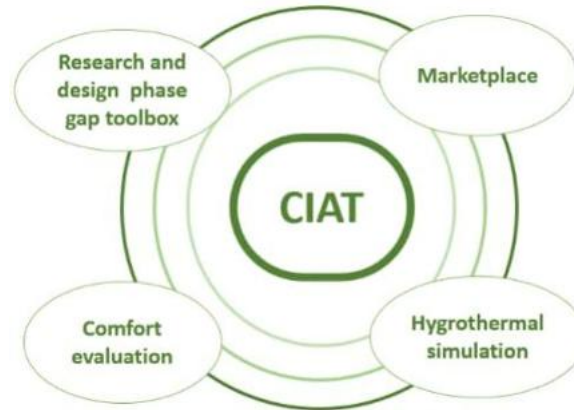 Research and
design phase
gap toolbox
Marketplace
CIAT
Comfort
evaluation
Hygrothermal
simulation